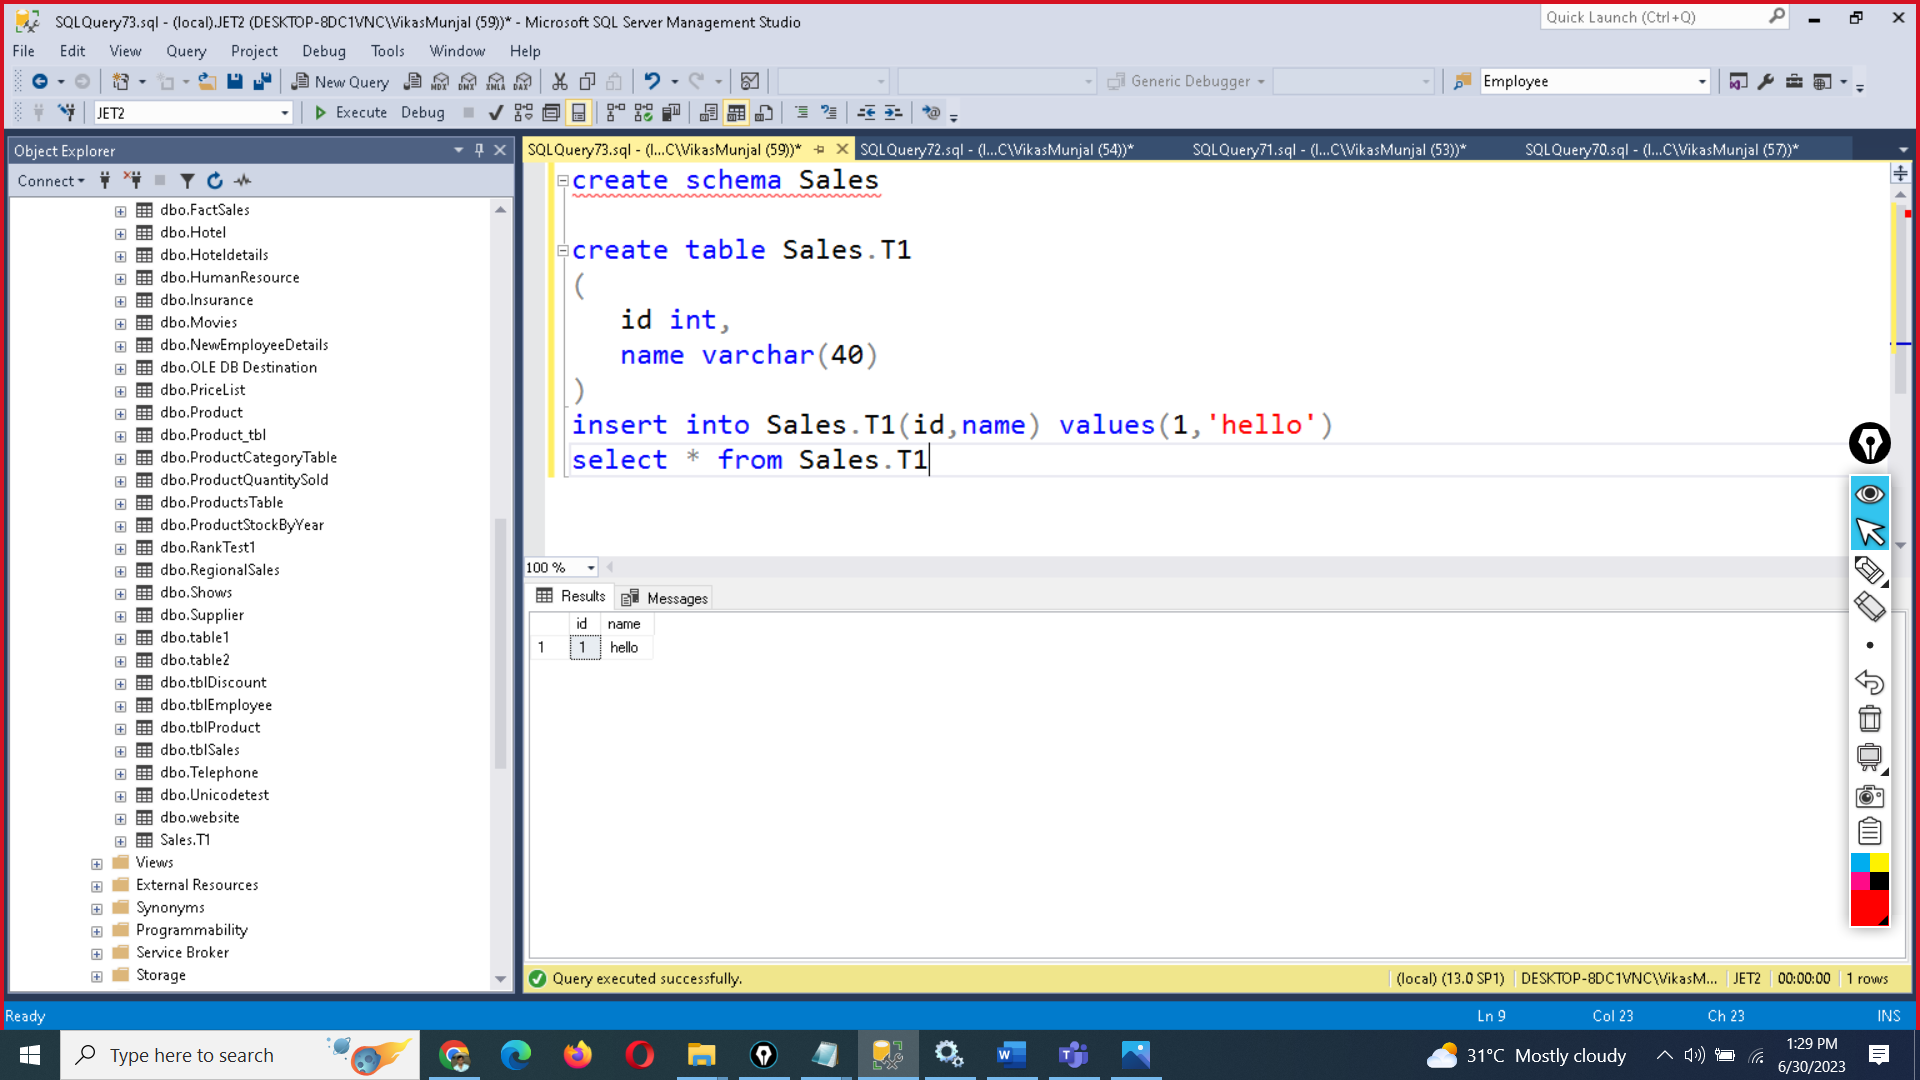 SQLQuery73.sql - (local).JET2 (DESKTOP-8DC1VNC\VikasMunjal (59))* - Microsoft SQL Server Management Studio
Quick Launch (Ctrl+Q)
File Edit View Query Project Debug Tools Window Help
New Query MDX DMX XMLA DAX Generic Debugger Employee
JET2 Execute Debug
Object Explorer
SQLQuery73.sql - (l...C\VikasMunjal (59))* SQLQuery72.sql - (l...C\VikasMunjal (54))* SQLQuery71.sql - (l...C\VikasMunjal (53))* SQLQuery70.sql - (l...C\VikasMunjal (57))*
Connect
dbo.FactSales
dbo.Hotel
dbo.Hoteldetails
dbo.HumanResource
dbo.Insurance
dbo.Movies
dbo.NewEmployeeDetails
dbo.OLE DB Destination
dbo.PriceList
dbo.Product
dbo.Product_tbl
dbo.ProductCategoryTable
dbo.ProductQuantitySold
dbo.ProductsTable
dbo.ProductStockByYear
dbo.RankTest1
dbo.RegionalSales
dbo.Shows
dbo.Supplier
dbo.table1
dbo.table2
dbo.tblDiscount
dbo.tblEmployee
dbo.tblProduct
dbo.tblSales
dbo.Telephone
dbo.Unicodetest
dbo.website
Sales.T1
Views
External Resources
Synonyms
Programmability
Service Broker
Storage
create schema Sales
create table Sales.T1
(
id int,
name varchar(40)
)
insert into Sales.T1(id,name) values(1,'hello')
select * from Sales.T1
100 %
Results Messages
id name
1 1 hello
Query executed successfully. (local) (13.0 SP1) DESKTOP-8DC1VNC\VikasM... JET2 00:00:00 1 rows
Ready Ln 9 Col 23 Ch 23 INS
Type here to search 31°C Mostly cloudy 1:29 PM
6/30/2023